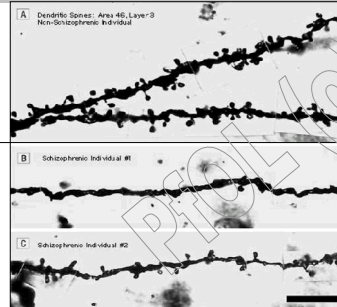 A Dendritic Spines: Area 46, Layer 3
Non-Schizophrenic Individual
B Schizophrenic Individual #1
C Schizophrenic Individual #2